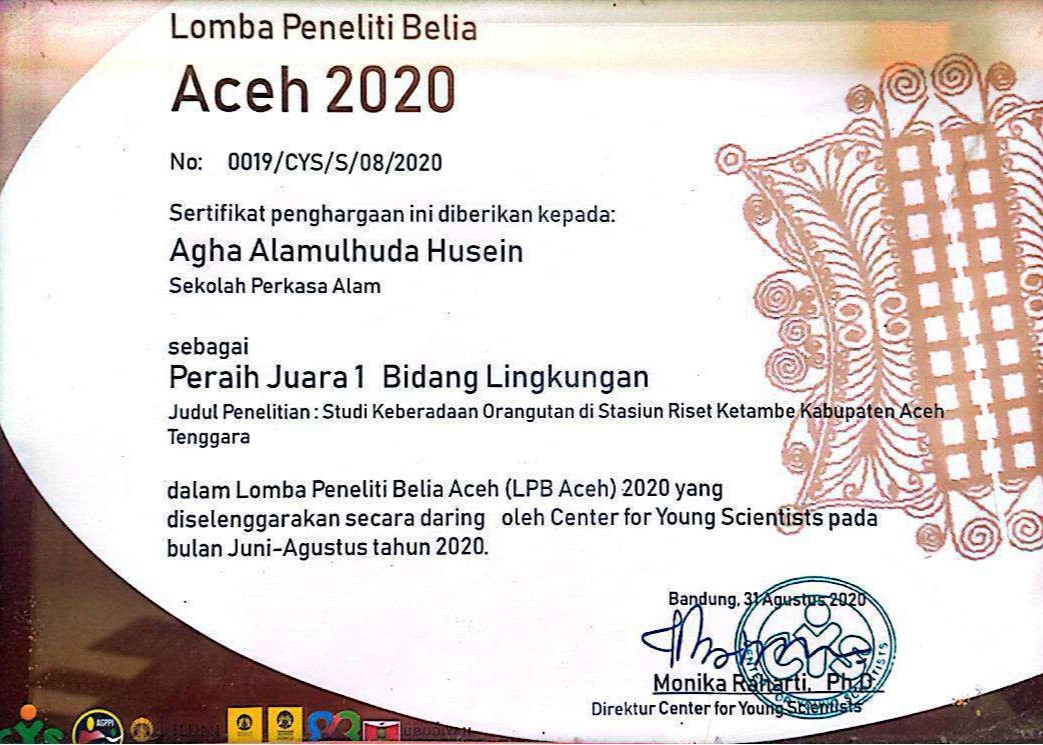 Lomba Peneliti Belia
Aceh 2020
No: 0019/CYS/S/08/2020
Sertifikat penghargaan ini diberikan kepada:
Agha Alamulhuda Husein
Sekolah Perkasa Alam
sebagai
Peraih Juara 1 Bidang Lingkungan
Judul Penelitian : Studi Keberadaan Orangutan di Stasiun Riset Ketambe Kabupaten Aceh
Tenggara
dalam Lomba Peneliti Belia Aceh (LPB Aceh) 2020 yang
diselenggarakan secara daring oleh Center for Young Scientists pada
bulan Juni-Agustus tahun 2020.
Bandung, 31 Agustus 2020
Monika Raharti, Ph.D.
Direktur Center for Young Scientists
AGPPI